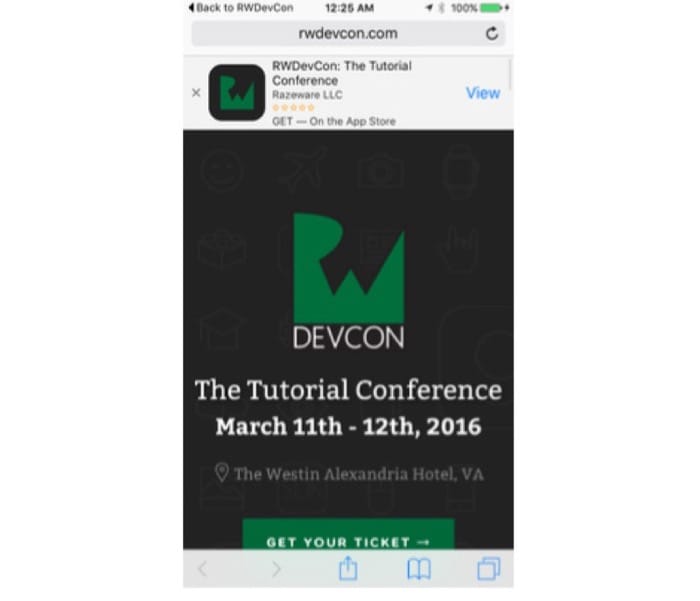 Back to RWDevCon 12:25 AM 100%
rwdevcon.com
RWDevCon: The Tutorial
Conference
Razeware LLC
GET — On the App Store
View
RW
DEVCON
The Tutorial Conference
March 11th - 12th, 2016
The Westin Alexandria Hotel, VA
GET YOUR TICKET →